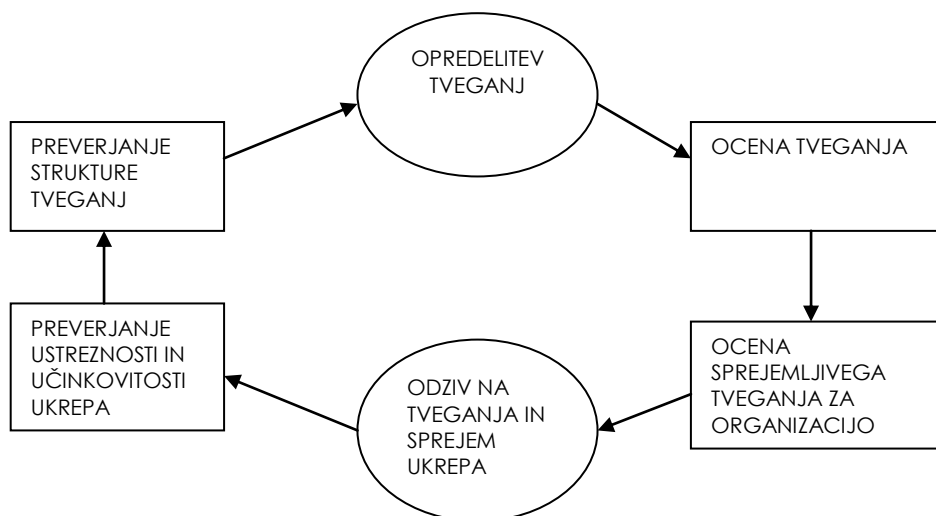 OPREDELITEV
TVEGANJ
OCENA TVEGANJA
OCENA
SPREJEMLJIVEGA
TVEGANJA ZA
ORGANIZACIJO
ODZIV NA
TVEGANJA IN
SPREJEM
UKREPA
PREVERJANJE
USTREZNOSTI IN
UČINKOVITOSTI
UKREPA
PREVERJANJE
STRUKTURE
TVEGANJ